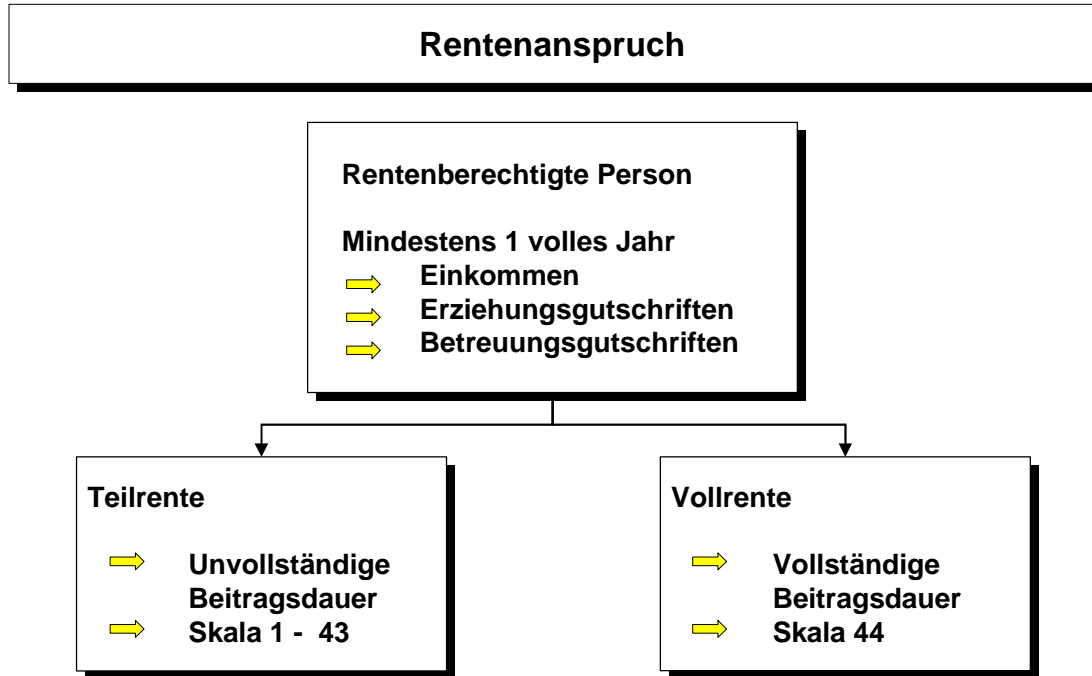 Rentenanspruch
Rentenberechtigte Person
Mindestens 1 volles Jahr
Einkommen
Erziehungsgutschriften
Betreuungsgutschriften
Teilrente
Unvollständige
Beitragsdauer
Skala 1 - 43
Vollrente
Vollständige
Beitragsdauer
Skala 44